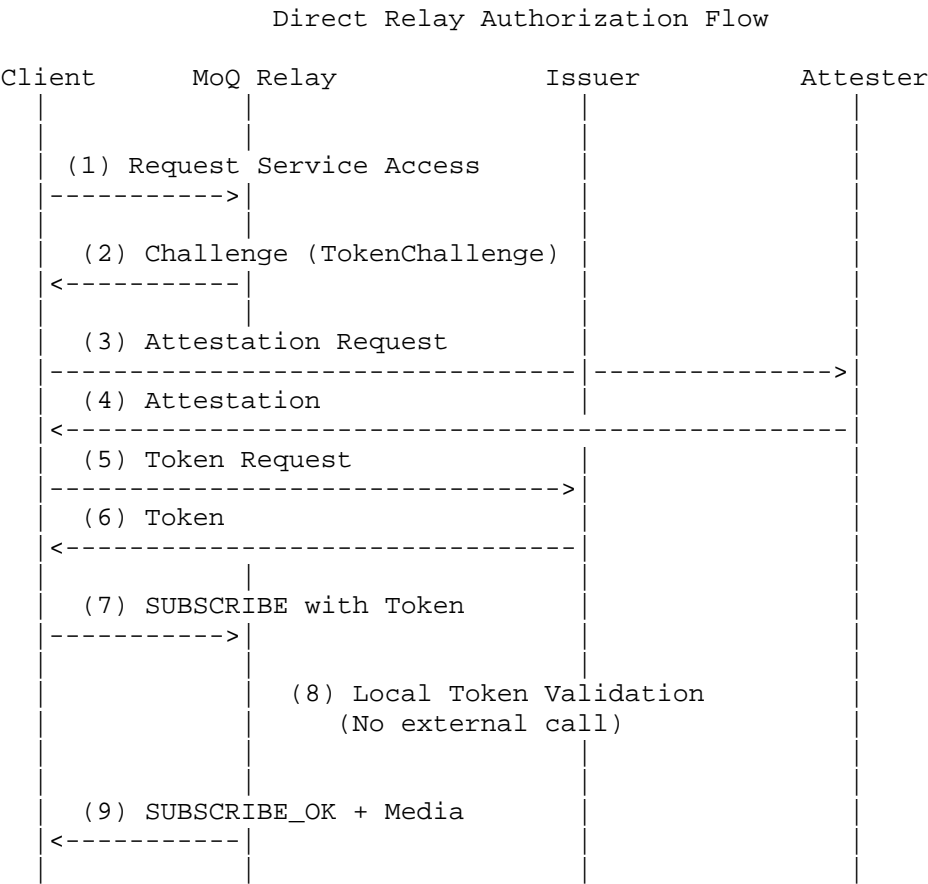 Direct Relay Authorization Flow
Client MoQ Relay Issuer Attester
(1) Request Service Access
(2) Challenge (TokenChallenge)
(3) Attestation Request
(4) Attestation
(5) Token Request
(6) Token
(7) SUBSCRIBE with Token
(8) Local Token Validation
(No external call)
(9) SUBSCRIBE_OK + Media